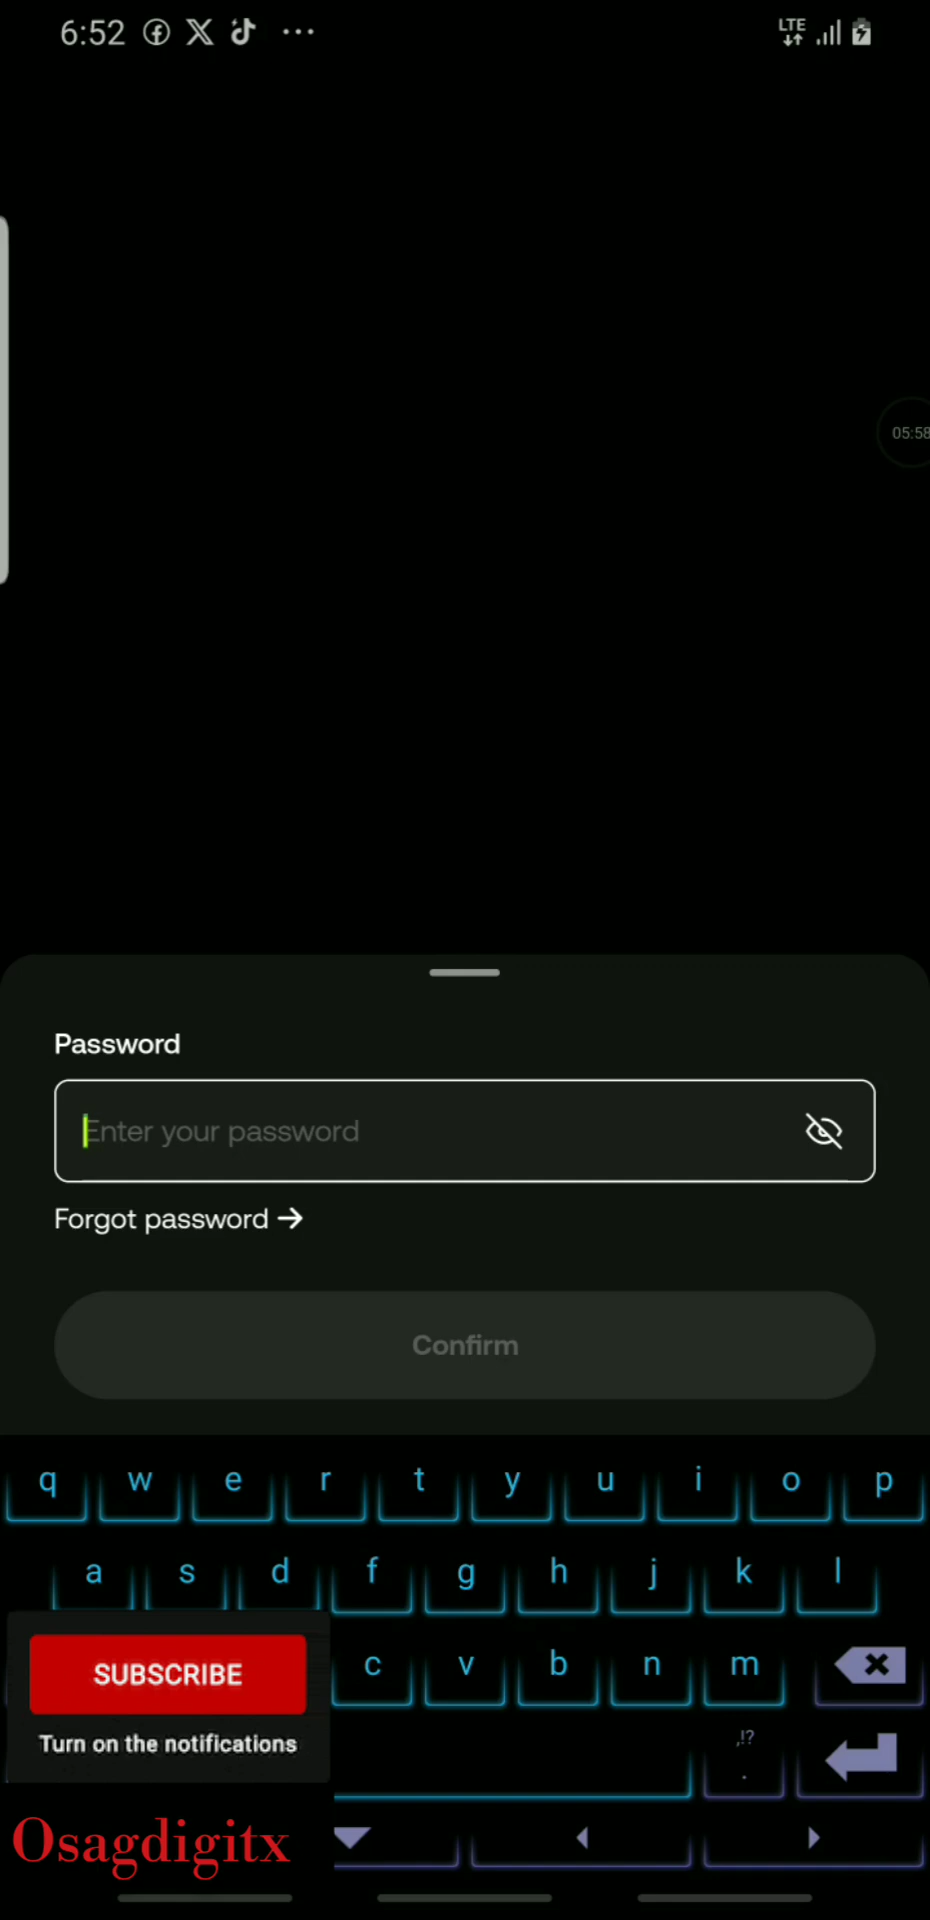 6:52
LTE
05:58
Password
Enter your password
Forgot password →
Confirm
q w e r t y u i o p
a s d f g h j k l
SUBSCRIBE
Turn on the notifications
c v b n m
,!?
.
Osagdigitx